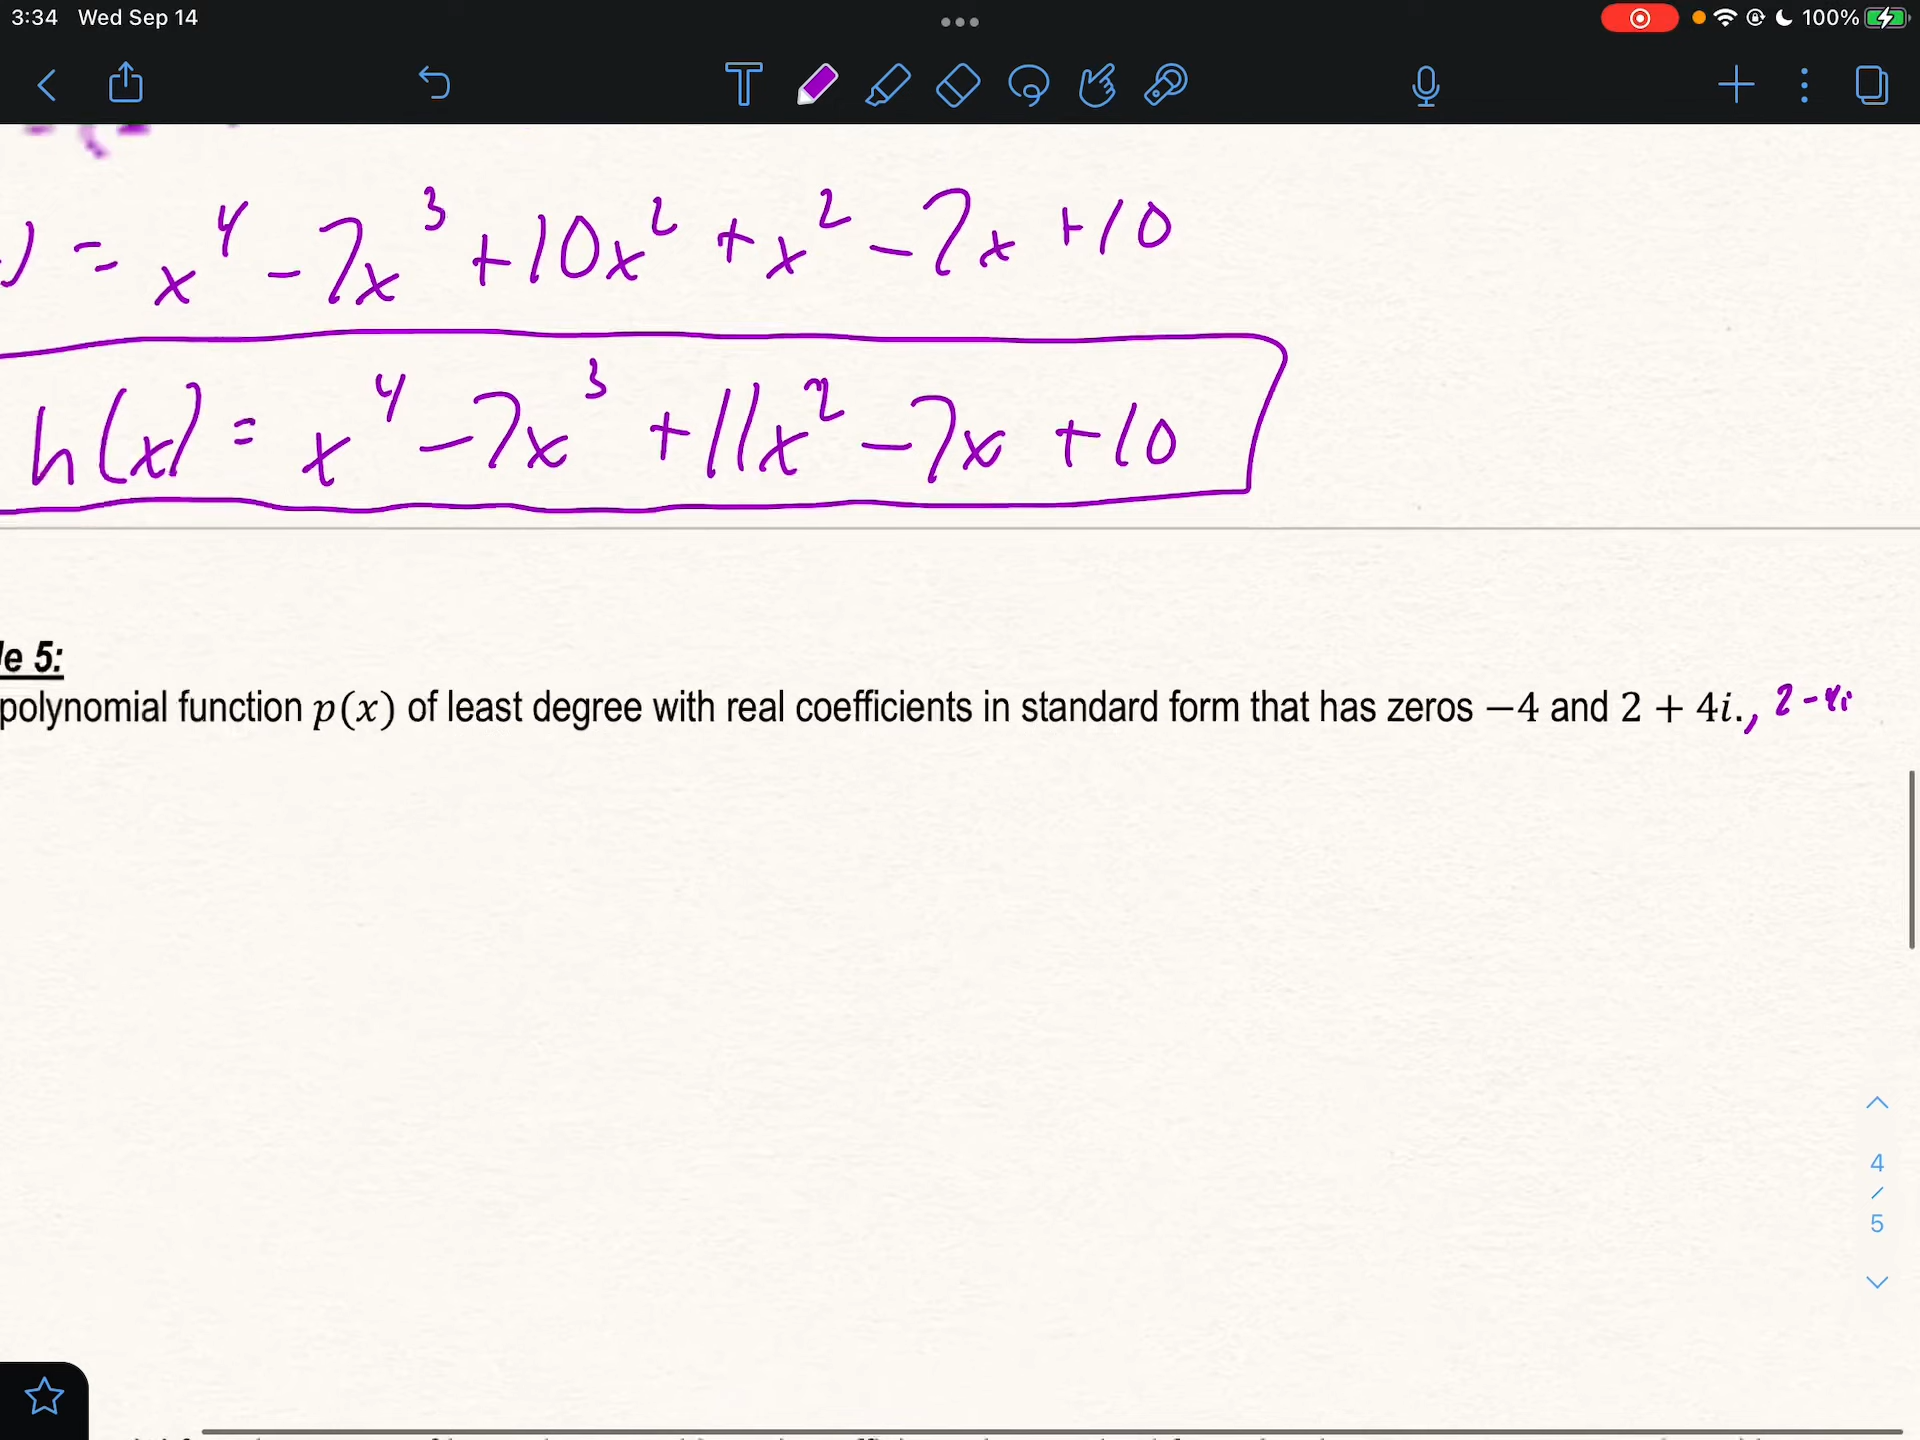 3:34 Wed Sep 14 100%
) = x⁴ - 7x³ + 10x² + x² - 7x + 10
h(x) = x⁴ - 7x³ + 11x² - 7x + 10
le 5:
polynomial function p(x) of least degree with real coefficients in standard form that has zeros −4 and 2 + 4i., 2 - 4i
4
/
5